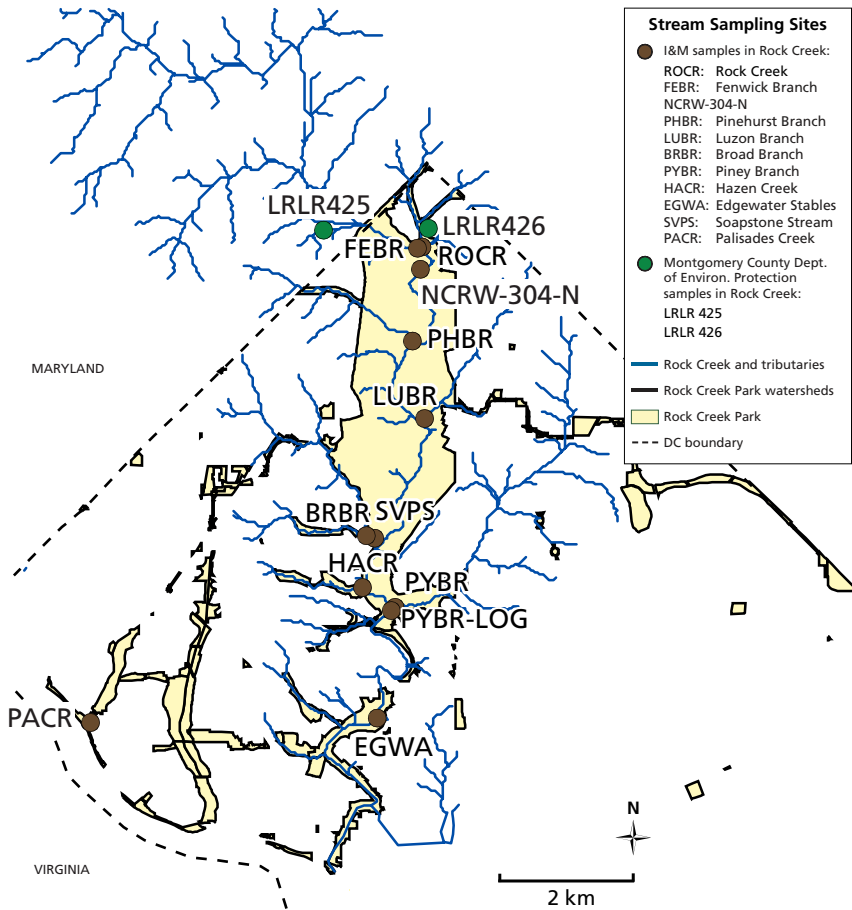 Stream Sampling Sites
I&M samples in Rock Creek:
ROCR: Rock Creek
FEBR: Fenwick Branch
NCRW-304-N
PHBR: Pinehurst Branch
LUBR: Luzon Branch
BRBR: Broad Branch
PYBR: Piney Branch
HACR: Hazen Creek
EGWA: Edgewater Stables
SVPS: Soapstone Stream
PACR: Palisades Creek
Montgomery County Dept.
of Environ. Protection
samples in Rock Creek:
LRLR 425
LRLR 426
Rock Creek and tributaries
Rock Creek Park watersheds
Rock Creek Park
DC boundary
LRLR425
LRLR426
FEBR
ROCR
NCRW-304-N
PHBR
MARYLAND
LUBR
BRBR
SVPS
HACR
PYBR
PYBR-LOG
PACR
EGWA
N
VIRGINIA
2 km